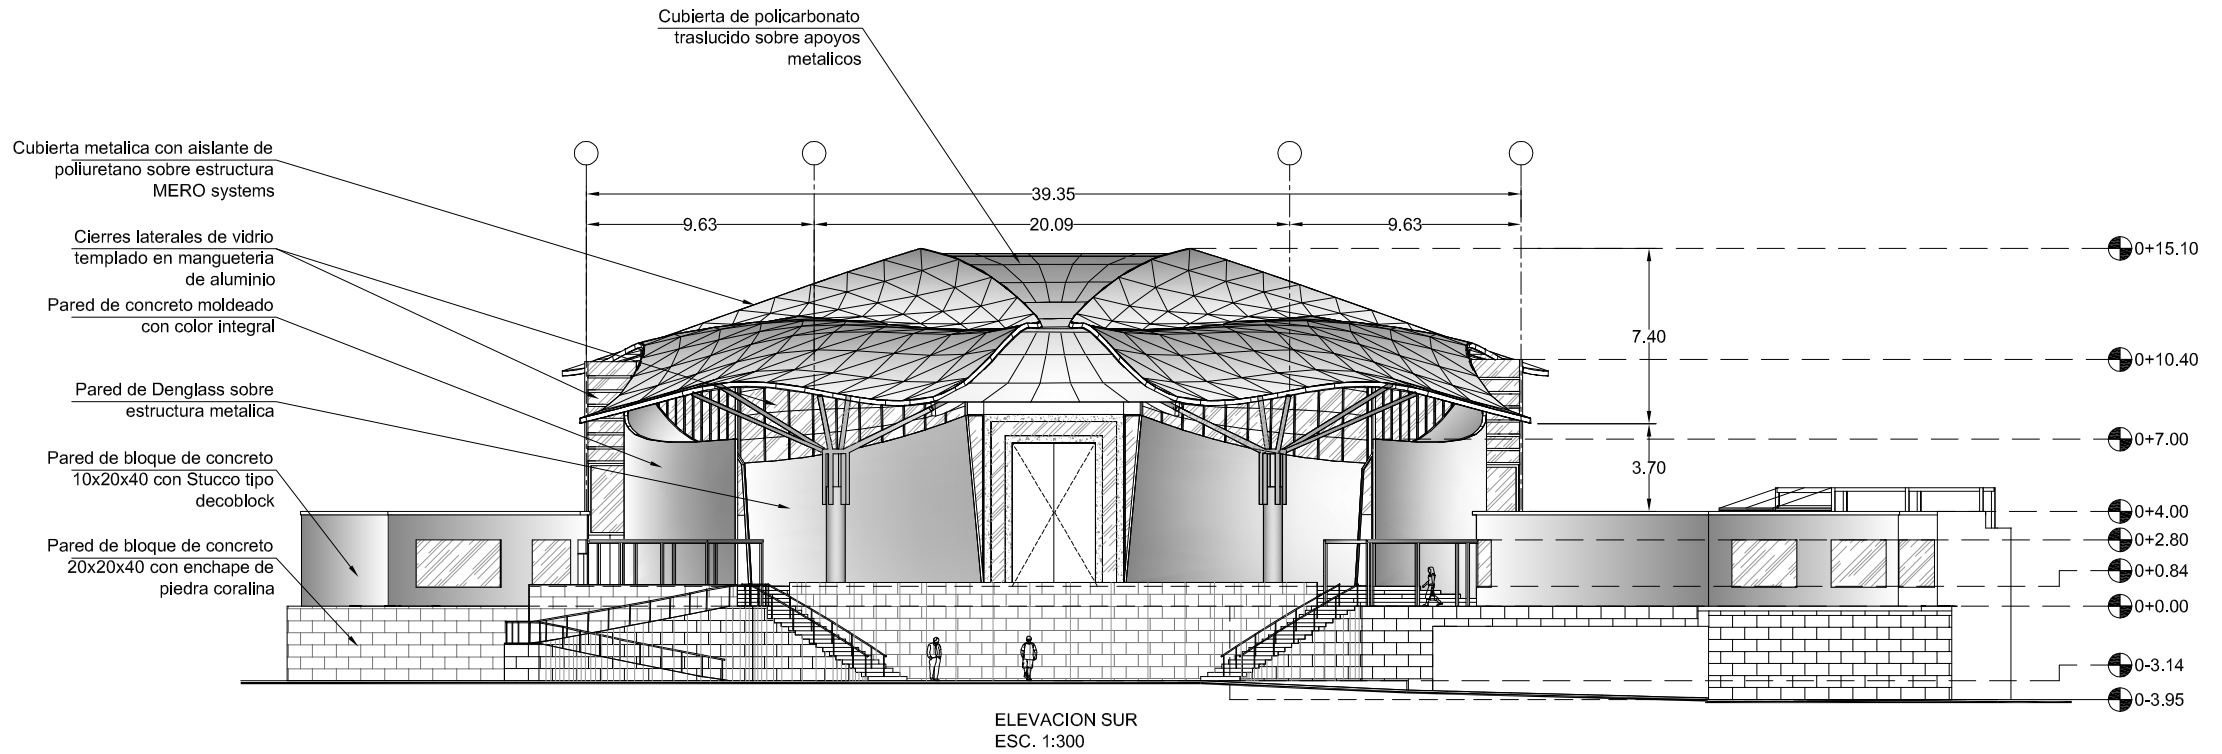 Cubierta de policarbonato
traslucido sobre apoyos
metalicos
Cubierta metalica con aislante de
poliuretano sobre estructura
MERO systems
Cierres laterales de vidrio
templado en mangueteria
de aluminio
Pared de concreto moldeado
con color integral
Pared de Denglass sobre
estructura metalica
Pared de bloque de concreto
10x20x40 con Stucco tipo
decoblock
Pared de bloque de concreto
20x20x40 con enchape de
piedra coralina
39.35
9.63
20.09
9.63
7.40
3.70
0+15.10
0+10.40
0+7.00
0+4.00
0+2.80
0+0.84
0+0.00
0-3.14
0-3.95
ELEVACION SUR
ESC. 1:300